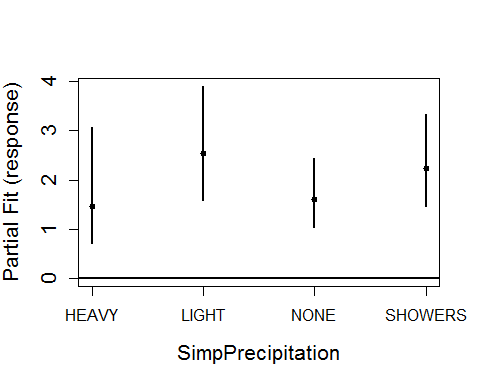 Partial Fit (response)
4
3
2
1
0
HEAVY LIGHT NONE SHOWERS
SimpPrecipitation